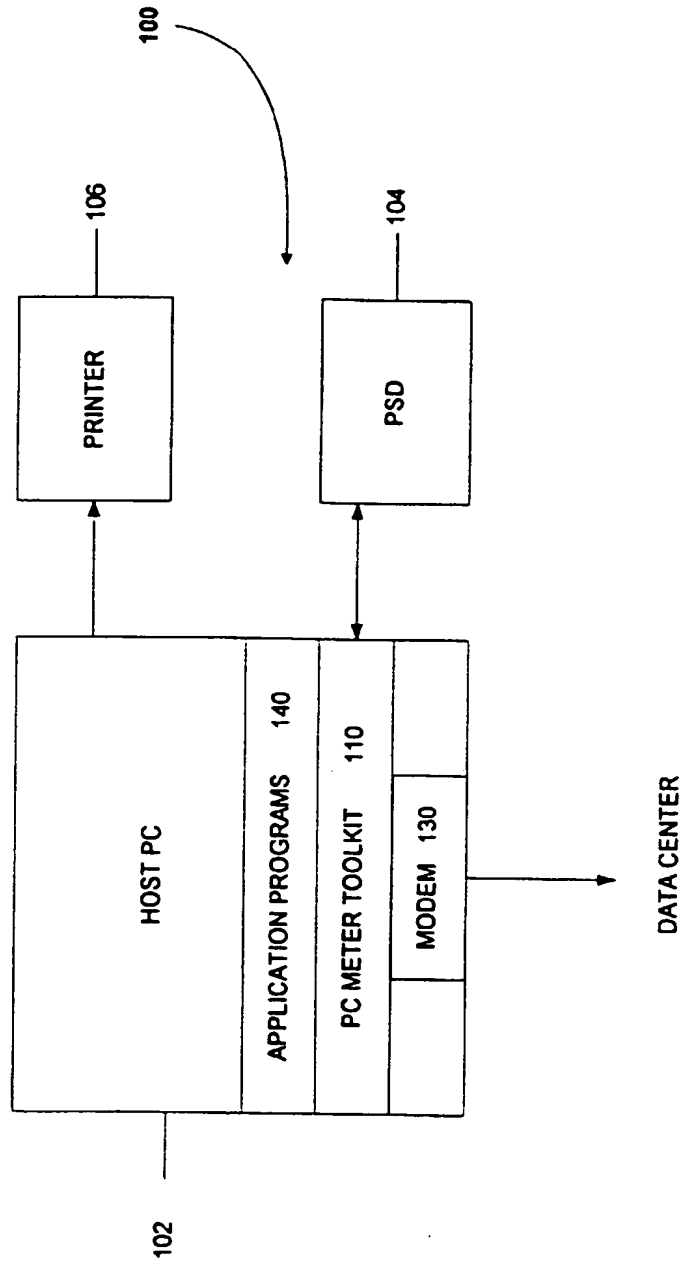 100
106
PRINTER
104
PSD
HOST PC
APPLICATION PROGRAMS 140
PC METER TOOLKIT 110
MODEM 130
102
DATA CENTER